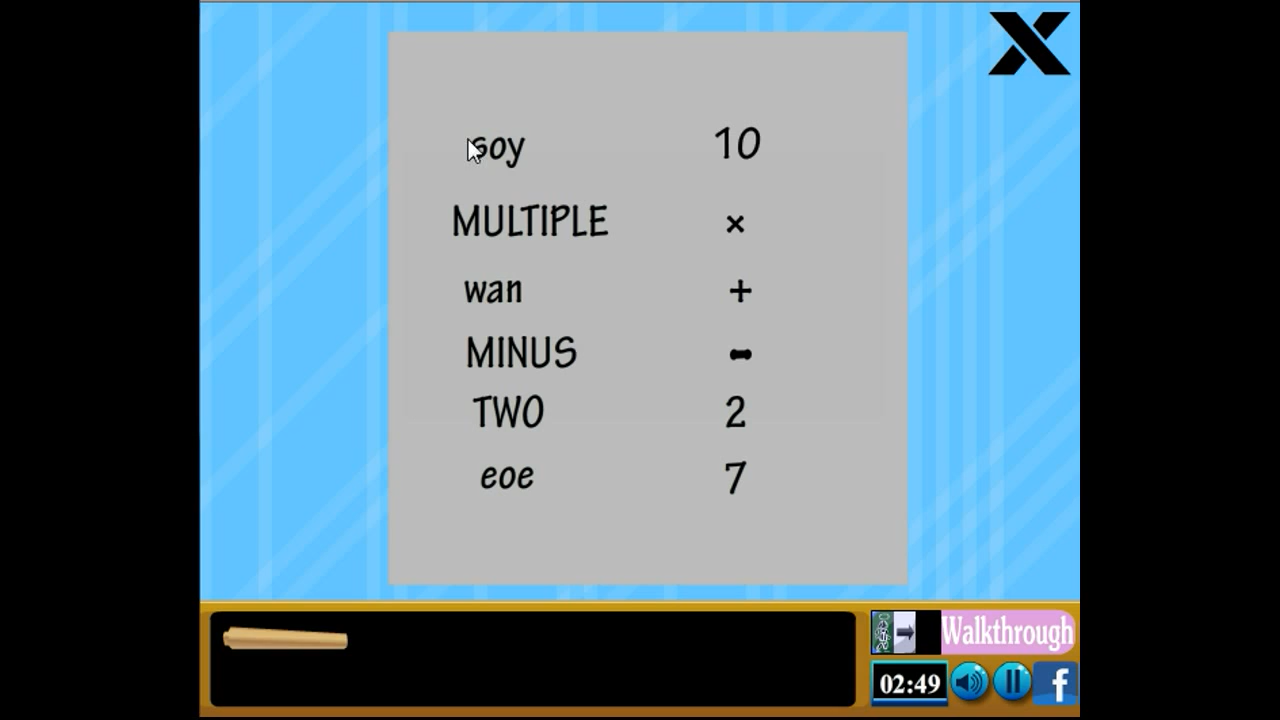 soy 10
MULTIPLE ×
wan +
MINUS -
TWO 2
eoe 7
Walkthrough
02:49
f